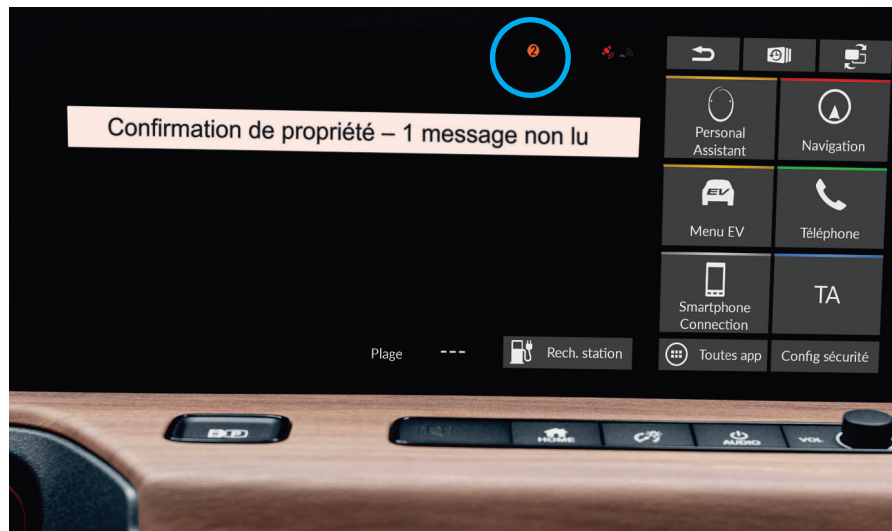 2
Confirmation de propriété – 1 message non lu
Personal
Assistant
Navigation
EV
Menu EV
Téléphone
Smartphone
Connection
TA
Plage ---
Rech. station
Toutes app
Config sécurité
HOME
AUDIO
VOL